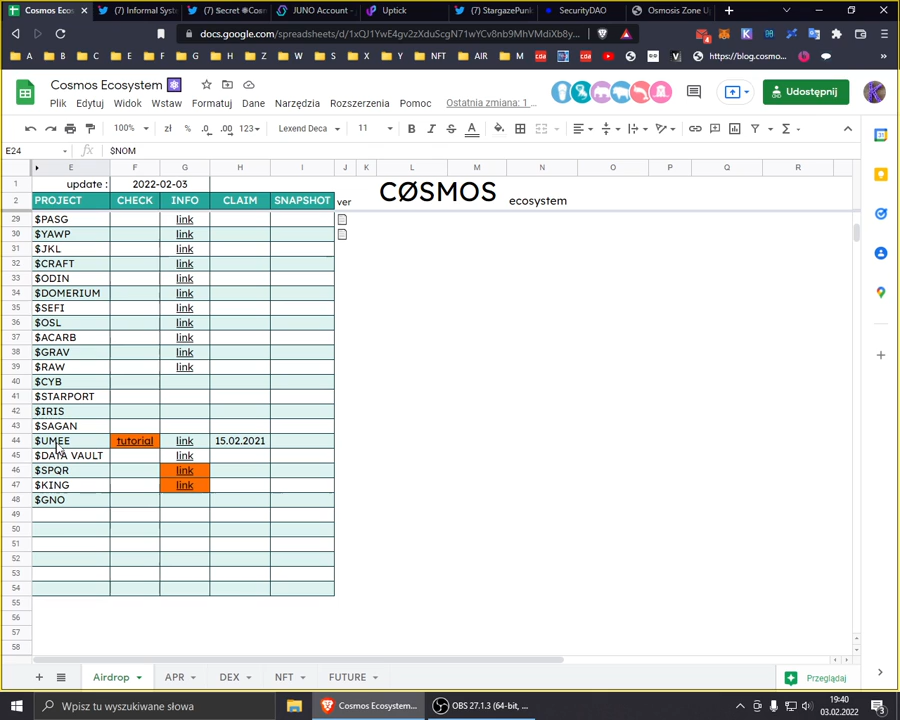 Cosmos Ecos
(7) Informal Syst
(7) $ecret ✺Cosm
JUNO Account -
Uptick
(7) $StargazePunk
SecurityDAO
Osmosis Zone Up
docs.google.com/spreadsheets/d/1xQJ1YwE4gv2zXduScgN71wYCv8nb9MhvMdiXb8y...
A B C D F G H W X Y NFT AIR M https://blog.cosmo...
Cosmos Ecosystem
Plik Edytuj Widok Wstaw Formatuj Dane Narzędzia Rozszerzenia Pomoc Ostatnia zmiana: 1 ...
Udostępnij
100% zł % .0 .00 123 Lexend Deca 11 B I S A
E24 $NOM
E F G H I J K L M N O P Q R
1 update : 2022-02-03
2 PROJECT CHECK INFO CLAIM SNAPSHOT ver CØSMOS ecosystem
29 $PASG link
30 $YAWP link
31 $JKL link
32 $CRAFT link
33 $ODIN link
34 $DOMERIUM link
35 $SEFI link
36 $OSL link
37 $ACARB link
38 $GRAV link
39 $RAW link
40 $CYB
41 $STARPORT
42 $IRIS
43 $SAGAN
44 $UMEE tutorial link 15.02.2021
45 $DATA VAULT link
46 $SPQR link
47 $KING link
48 $GNO
49
50
51
52
53
54
55
56
57
58
Airdrop APR DEX NFT FUTURE Przeglądaj
Wpisz tu wyszukiwane słowa
Cosmos Ecosystem...
OBS 27.1.3 (64-bit, ...
19:40
03.02.2022
3